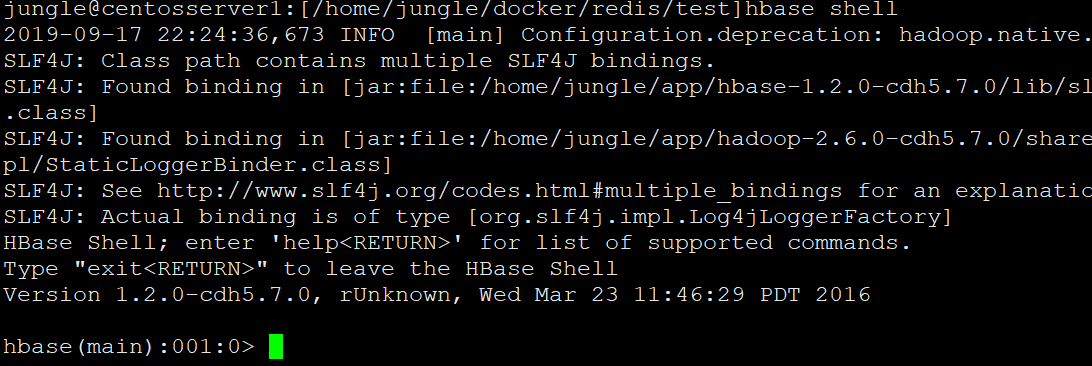 jungle@centosserver1:[/home/jungle/docker/redis/test]hbase shell
2019-09-17 22:24:36,673 INFO  [main] Configuration.deprecation: hadoop.native.
SLF4J: Class path contains multiple SLF4J bindings.
SLF4J: Found binding in [jar:file:/home/jungle/app/hbase-1.2.0-cdh5.7.0/lib/sl
.class]
SLF4J: Found binding in [jar:file:/home/jungle/app/hadoop-2.6.0-cdh5.7.0/share
pl/StaticLoggerBinder.class]
SLF4J: See http://www.slf4j.org/codes.html#multiple_bindings for an explanatio
SLF4J: Actual binding is of type [org.slf4j.impl.Log4jLoggerFactory]
HBase Shell; enter 'help<RETURN>' for list of supported commands.
Type "exit<RETURN>" to leave the HBase Shell
Version 1.2.0-cdh5.7.0, rUnknown, Wed Mar 23 11:46:29 PDT 2016
hbase(main):001:0>